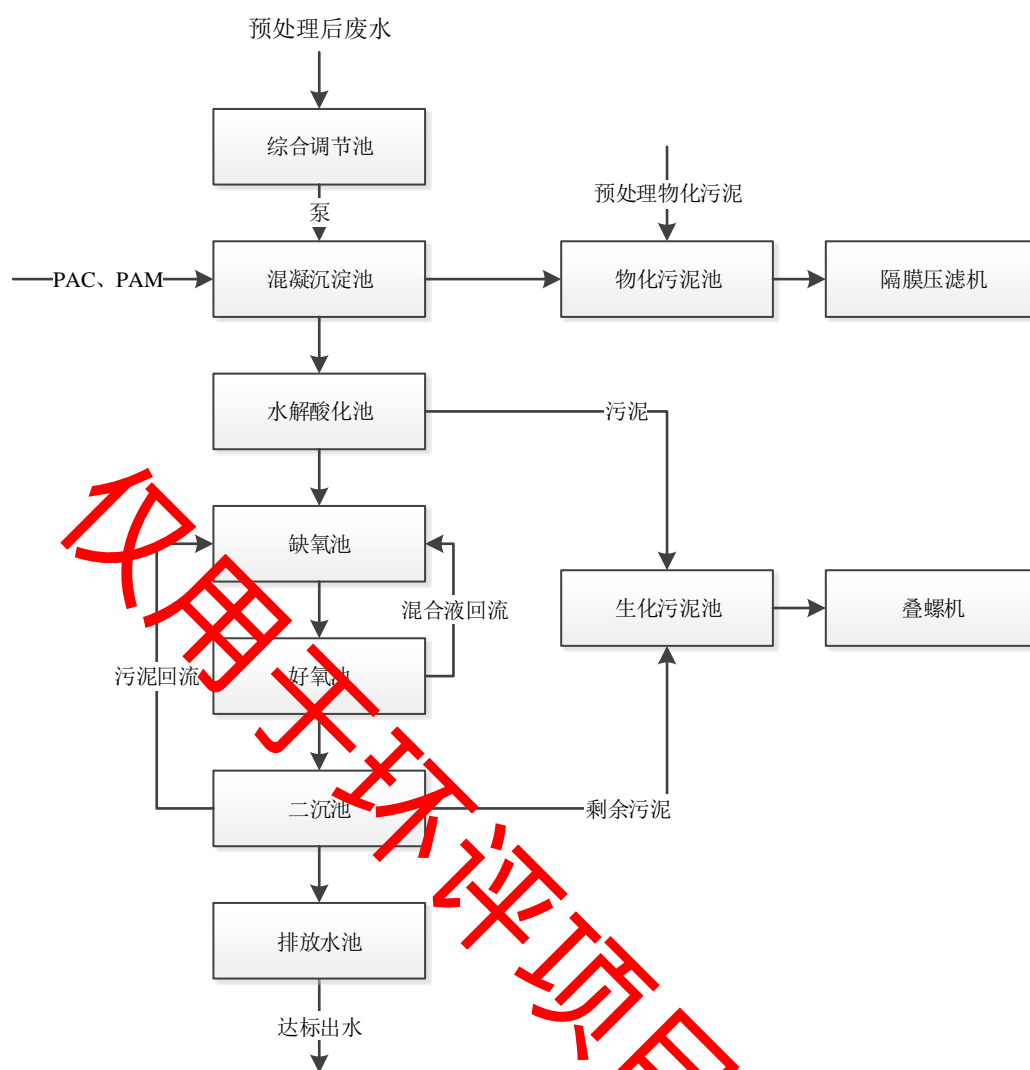 预处理后废水
综合调节池
泵
预处理物化污泥
PAC、PAM
混凝沉淀池
物化污泥池
隔膜压滤机
水解酸化池
污泥
缺氧池
混合液回流
生化污泥池
叠螺机
污泥回流
好氧池
二沉池
剩余污泥
排放水池
达标出水
仅用于环评项目